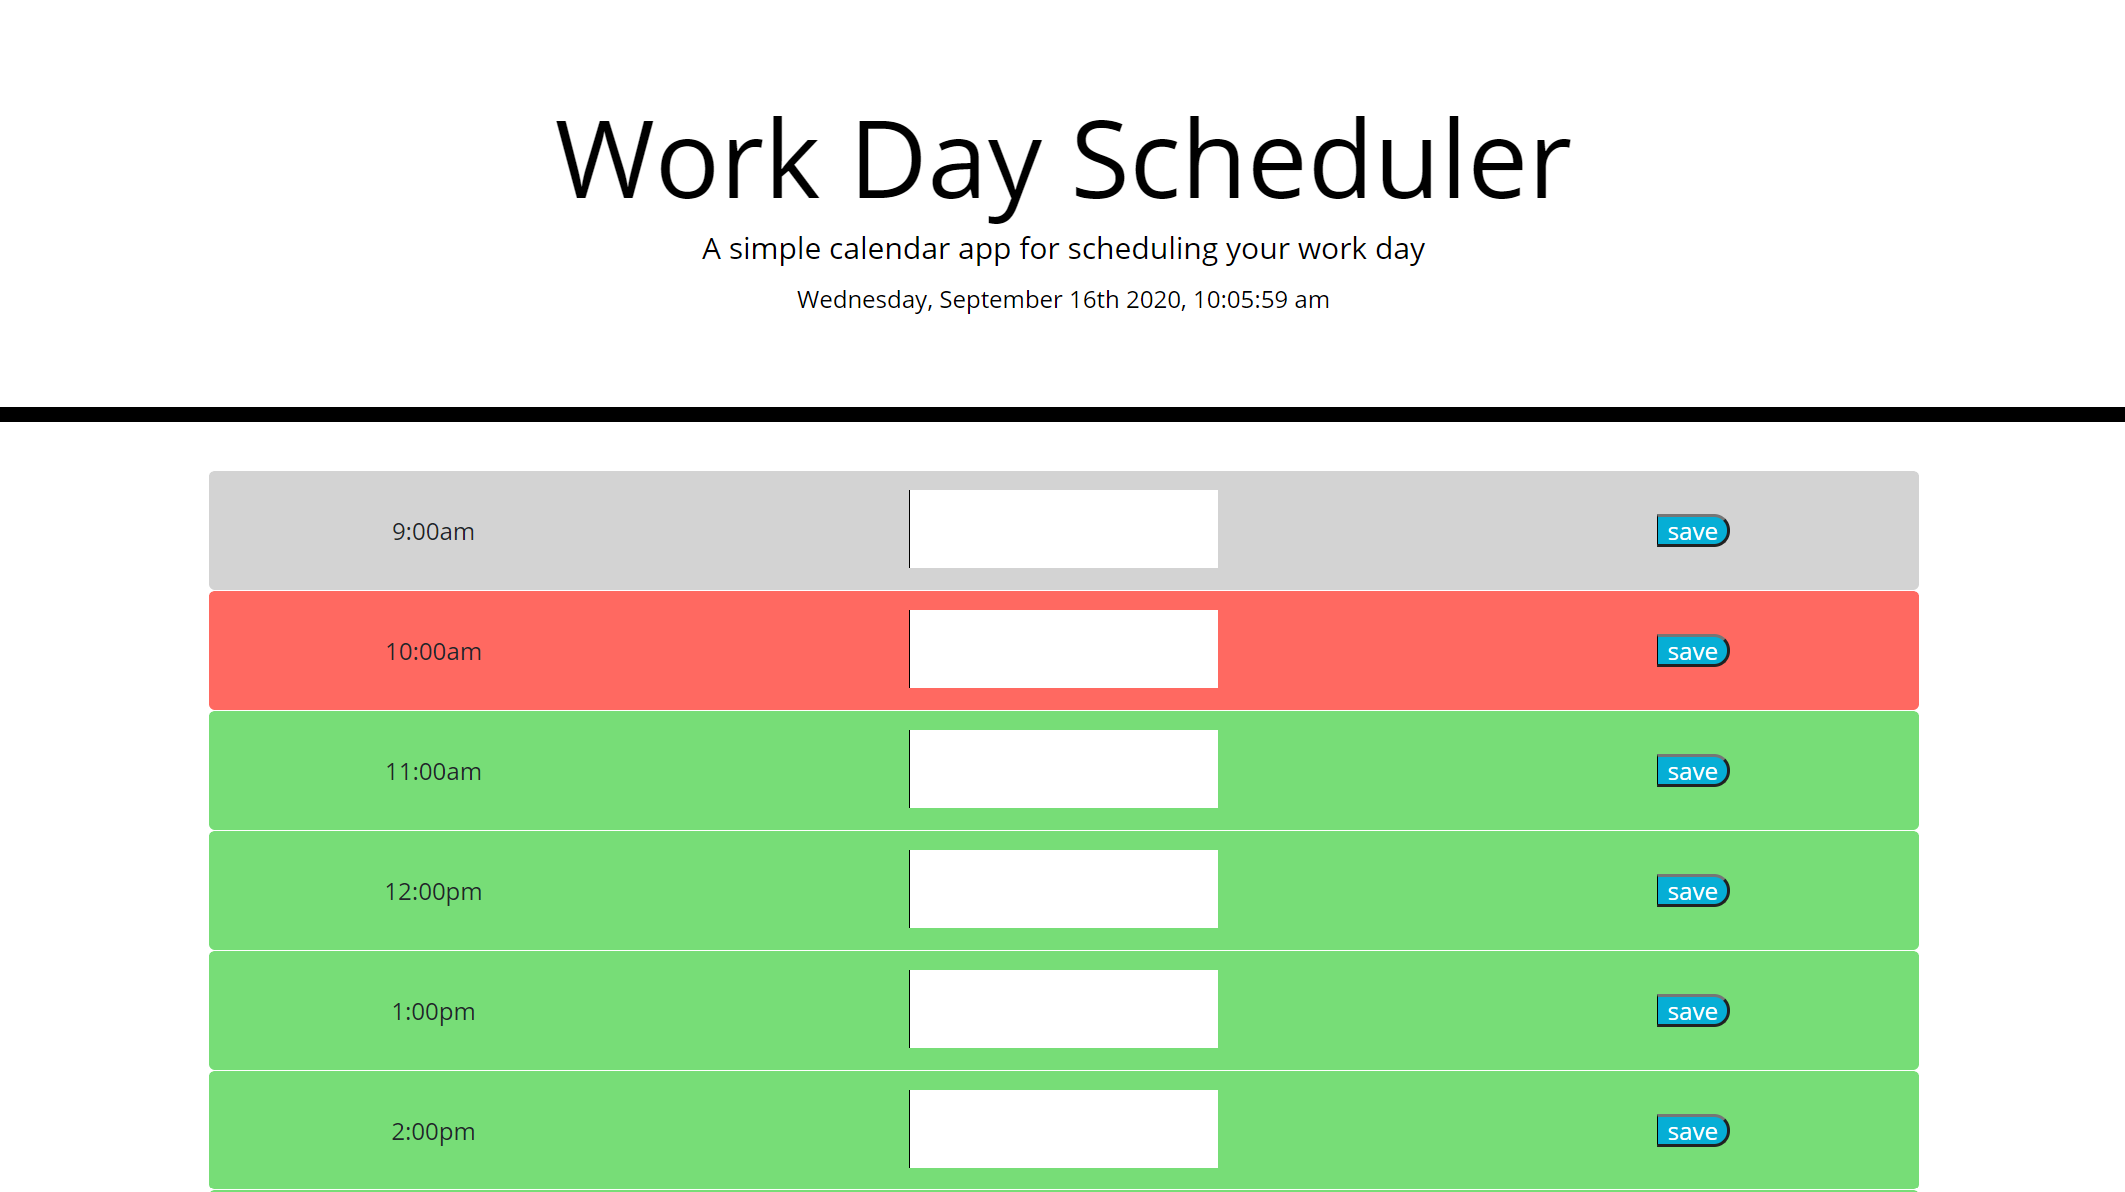 Work Day Scheduler
A simple calendar app for scheduling your work day
Wednesday, September 16th 2020, 10:05:59 am
9:00am save
10:00am save
11:00am save
12:00pm save
1:00pm save
2:00pm save